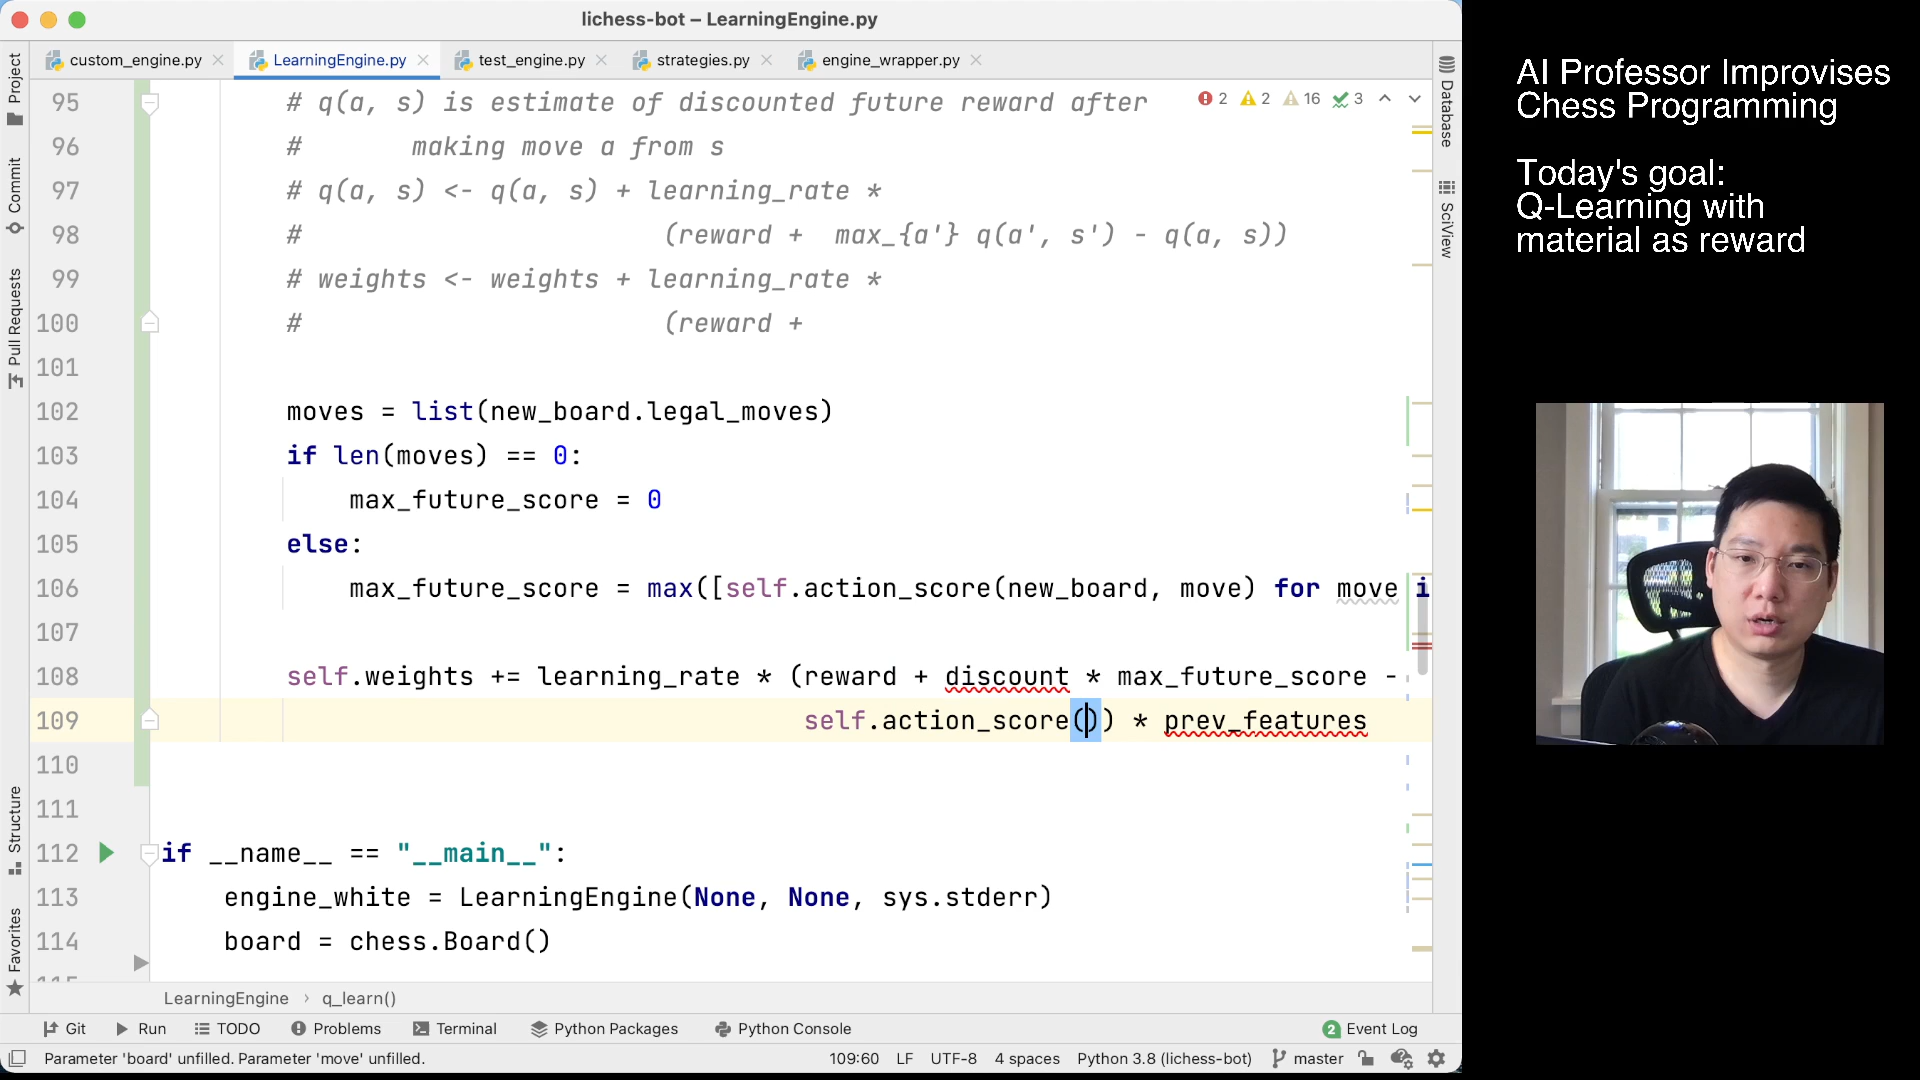 lichess-bot – LearningEngine.py
custom_engine.py
LearningEngine.py
test_engine.py
strategies.py
engine_wrapper.py
2 2 16 3
95 # q(a, s) is estimate of discounted future reward after
96 # making move a from s
97 # q(a, s) <- q(a, s) + learning_rate *
98 # (reward + max_{a'} q(a', s') - q(a, s))
99 # weights <- weights + learning_rate *
100 # (reward +
101
102 moves = list(new_board.legal_moves)
103 if len(moves) == 0:
104 max_future_score = 0
105 else:
106 max_future_score = max([self.action_score(new_board, move) for move i
107
108 self.weights += learning_rate * (reward + discount * max_future_score -
109 self.action_score()) * prev_features
110
111
112 if __name__ == "__main__":
113 engine_white = LearningEngine(None, None, sys.stderr)
114 board = chess.Board()
Project
Commit
Pull Requests
Structure
Favorites
Database
SciView
LearningEngine › q_learn()
Git
Run
TODO
Problems
Terminal
Python Packages
Python Console
2 Event Log
Parameter 'board' unfilled. Parameter 'move' unfilled.
109:60 LF UTF-8 4 spaces Python 3.8 (lichess-bot) master
AI Professor Improvises
Chess Programming
Today's goal:
Q-Learning with
material as reward